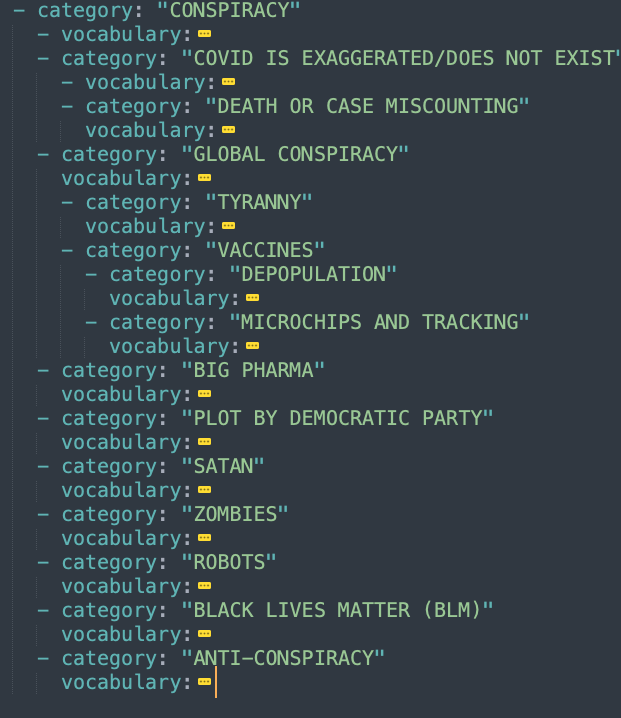 - category: "CONSPIRACY"
- vocabulary:
- category: "COVID IS EXAGGERATED/DOES NOT EXIST"
- vocabulary:
- category: "DEATH OR CASE MISCOUNTING"
vocabulary:
- category: "GLOBAL CONSPIRACY"
vocabulary:
- category: "TYRANNY"
vocabulary:
- category: "VACCINES"
- category: "DEPOPULATION"
vocabulary:
- category: "MICROCHIPS AND TRACKING"
vocabulary:
- category: "BIG PHARMA"
vocabulary:
- category: "PLOT BY DEMOCRATIC PARTY"
vocabulary:
- category: "SATAN"
vocabulary:
- category: "ZOMBIES"
vocabulary:
- category: "ROBOTS"
vocabulary:
- category: "BLACK LIVES MATTER (BLM)"
vocabulary:
- category: "ANTI-CONSPIRACY"
vocabulary: